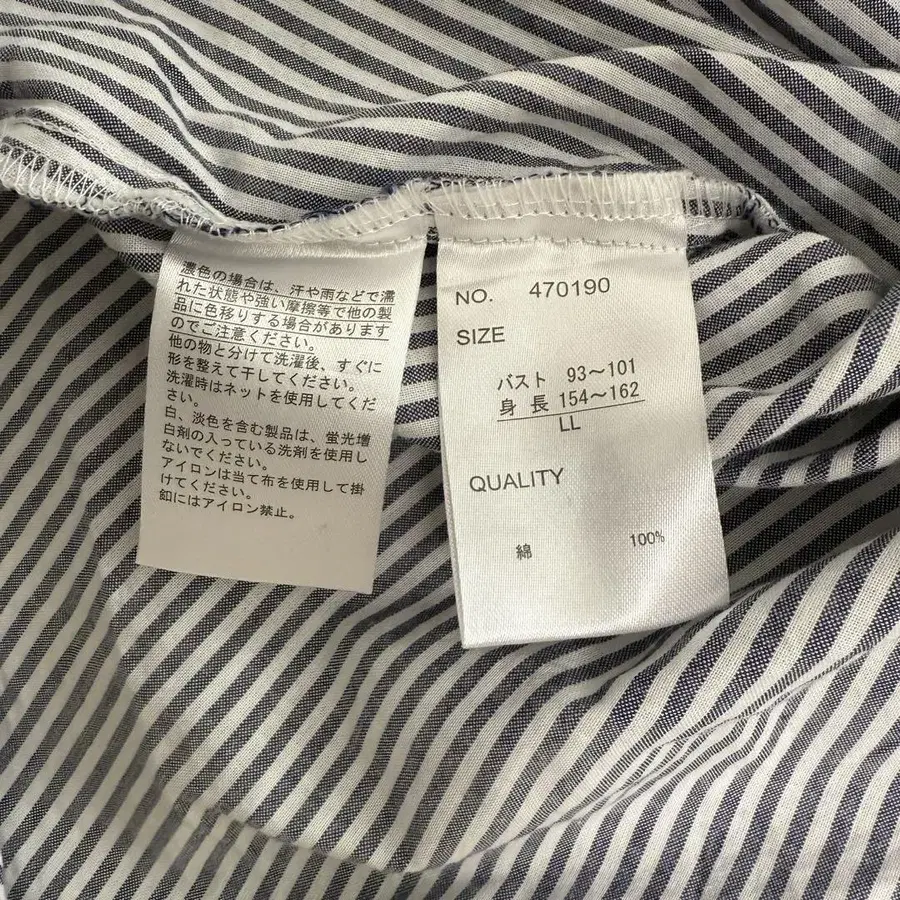 濃色の場合は、汗や雨などで濡
れた状態や強い摩擦等で他の製
品に色移りする場合があります
のでご注意ください。
他の物と分けて洗濯後、すぐに
形を整えて干してください。
洗濯時はネットを使用してくだ
さい。
白、淡色を含む製品は、蛍光増
白剤の入っている洗剤を使用し
ないでください。
アイロンは当て布を使用して掛
けてください。
釦にはアイロン禁止。
NO. 470190
SIZE
バスト 93〜101
身長 154〜162
LL
QUALITY
綿 100%